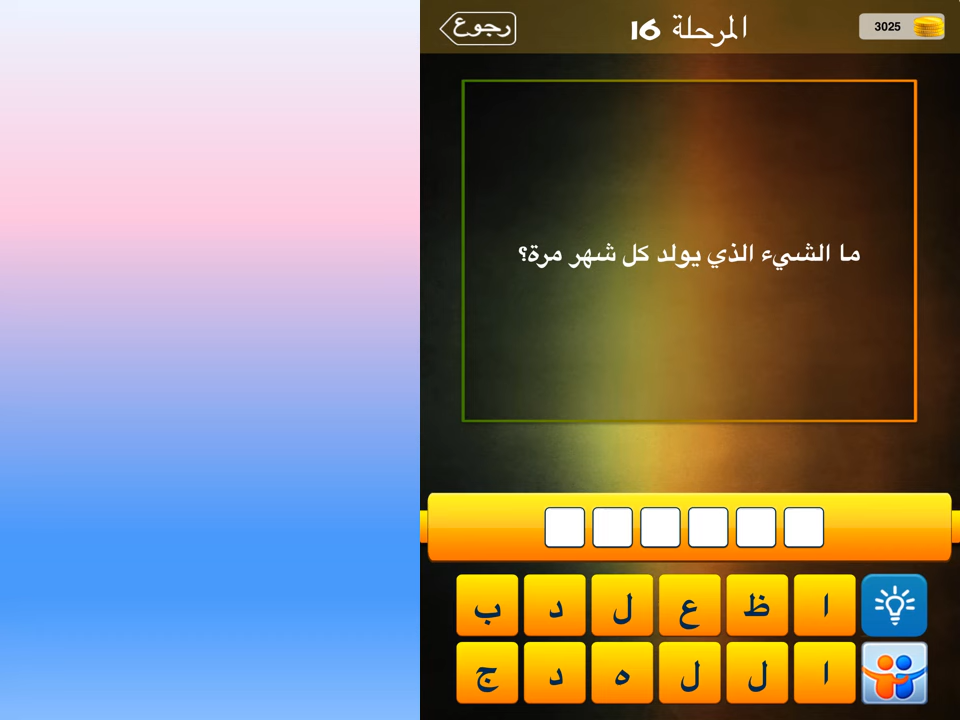 رجوع المرحلة 16 3025
ما الشيء الذي يولد كل شهر مرة؟
ا ظ ع ل د ب
ا ل ل ه د ج